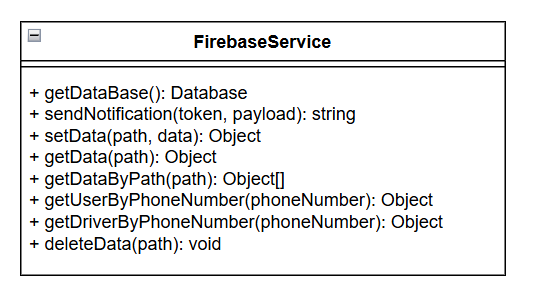 FirebaseService
+ getDataBase(): Database
+ sendNotification(token, payload): string
+ setData(path, data): Object
+ getData(path): Object
+ getDataByPath(path): Object[]
+ getUserByPhoneNumber(phoneNumber): Object
+ getDriverByPhoneNumber(phoneNumber): Object
+ deleteData(path): void